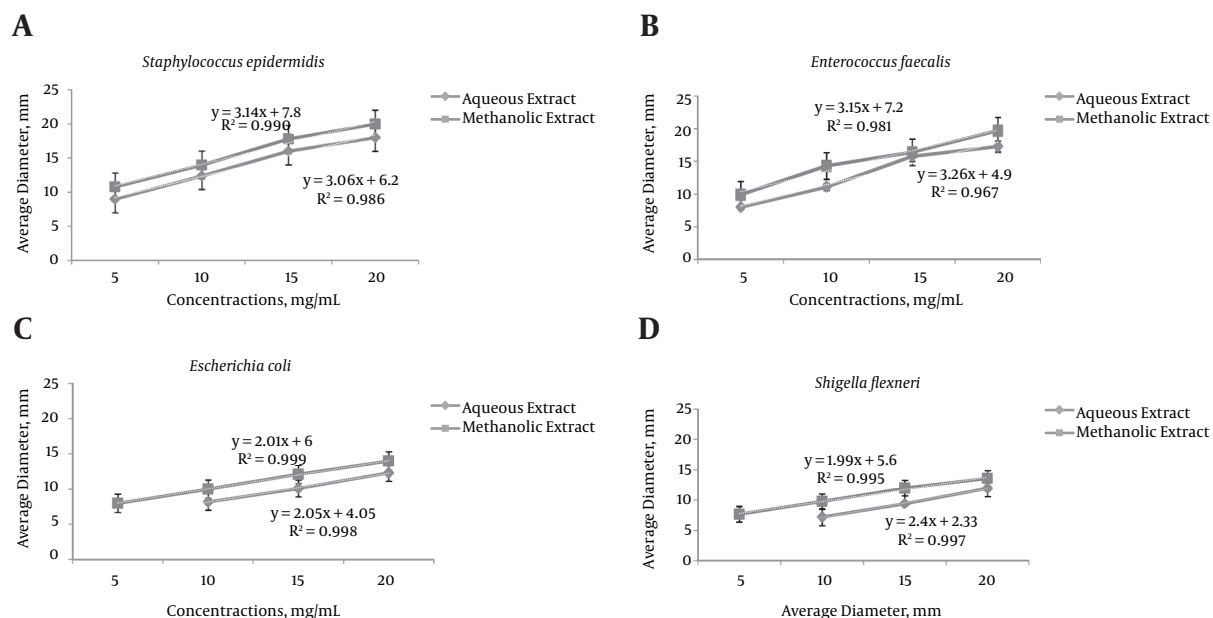 A
Staphylococcus epidermidis
25
20
15
10
5
0
Average Diameter, mm
y = 3.14x + 7.8
R² = 0.990
y = 3.06x + 6.2
R² = 0.986
Aqueous Extract
Methanolic Extract
5 10 15 20
Concentractions, mg/mL
B
Enterococcus faecalis
25
20
15
10
5
0
Average Diameter, mm
y = 3.15x + 7.2
R² = 0.981
y = 3.26x + 4.9
R² = 0.967
Aqueous Extract
Methanolic Extract
5 10 15 20
Concentractions, mg/mL
C
Escherichia coli
25
20
15
10
5
0
Average Diameter, mm
y = 2.01x + 6
R² = 0.999
y = 2.05x + 4.05
R² = 0.998
Aqueous Extract
Methanolic Extract
5 10 15 20
Concentractions, mg/mL
D
Shigella flexneri
25
20
15
10
5
0
Average Diameter, mm
y = 1.99x + 5.6
R² = 0.995
y = 2.4x + 2.33
R² = 0.997
Aqueous Extract
Methanolic Extract
5 10 15 20
Average Diameter, mm